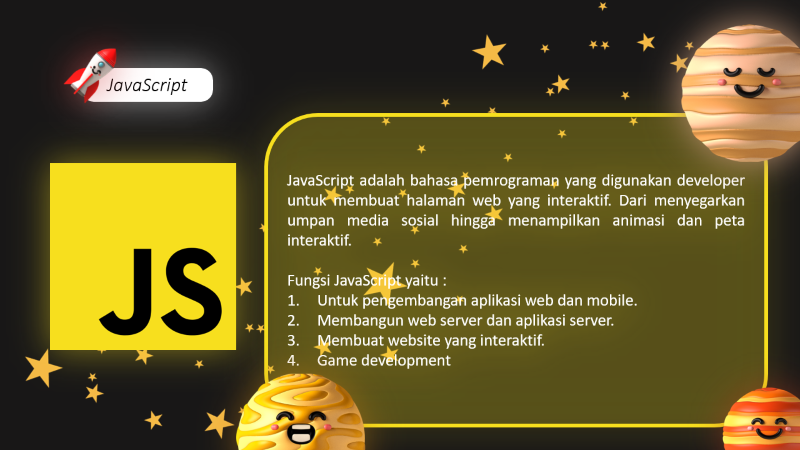 JavaScript
JS
JavaScript adalah bahasa pemrograman yang digunakan developer
untuk membuat halaman web yang interaktif. Dari menyegarkan
umpan media sosial hingga menampilkan animasi dan peta
interaktif.
Fungsi JavaScript yaitu :
1. Untuk pengembangan aplikasi web dan mobile.
2. Membangun web server dan aplikasi server.
3. Membuat website yang interaktif.
4. Game development